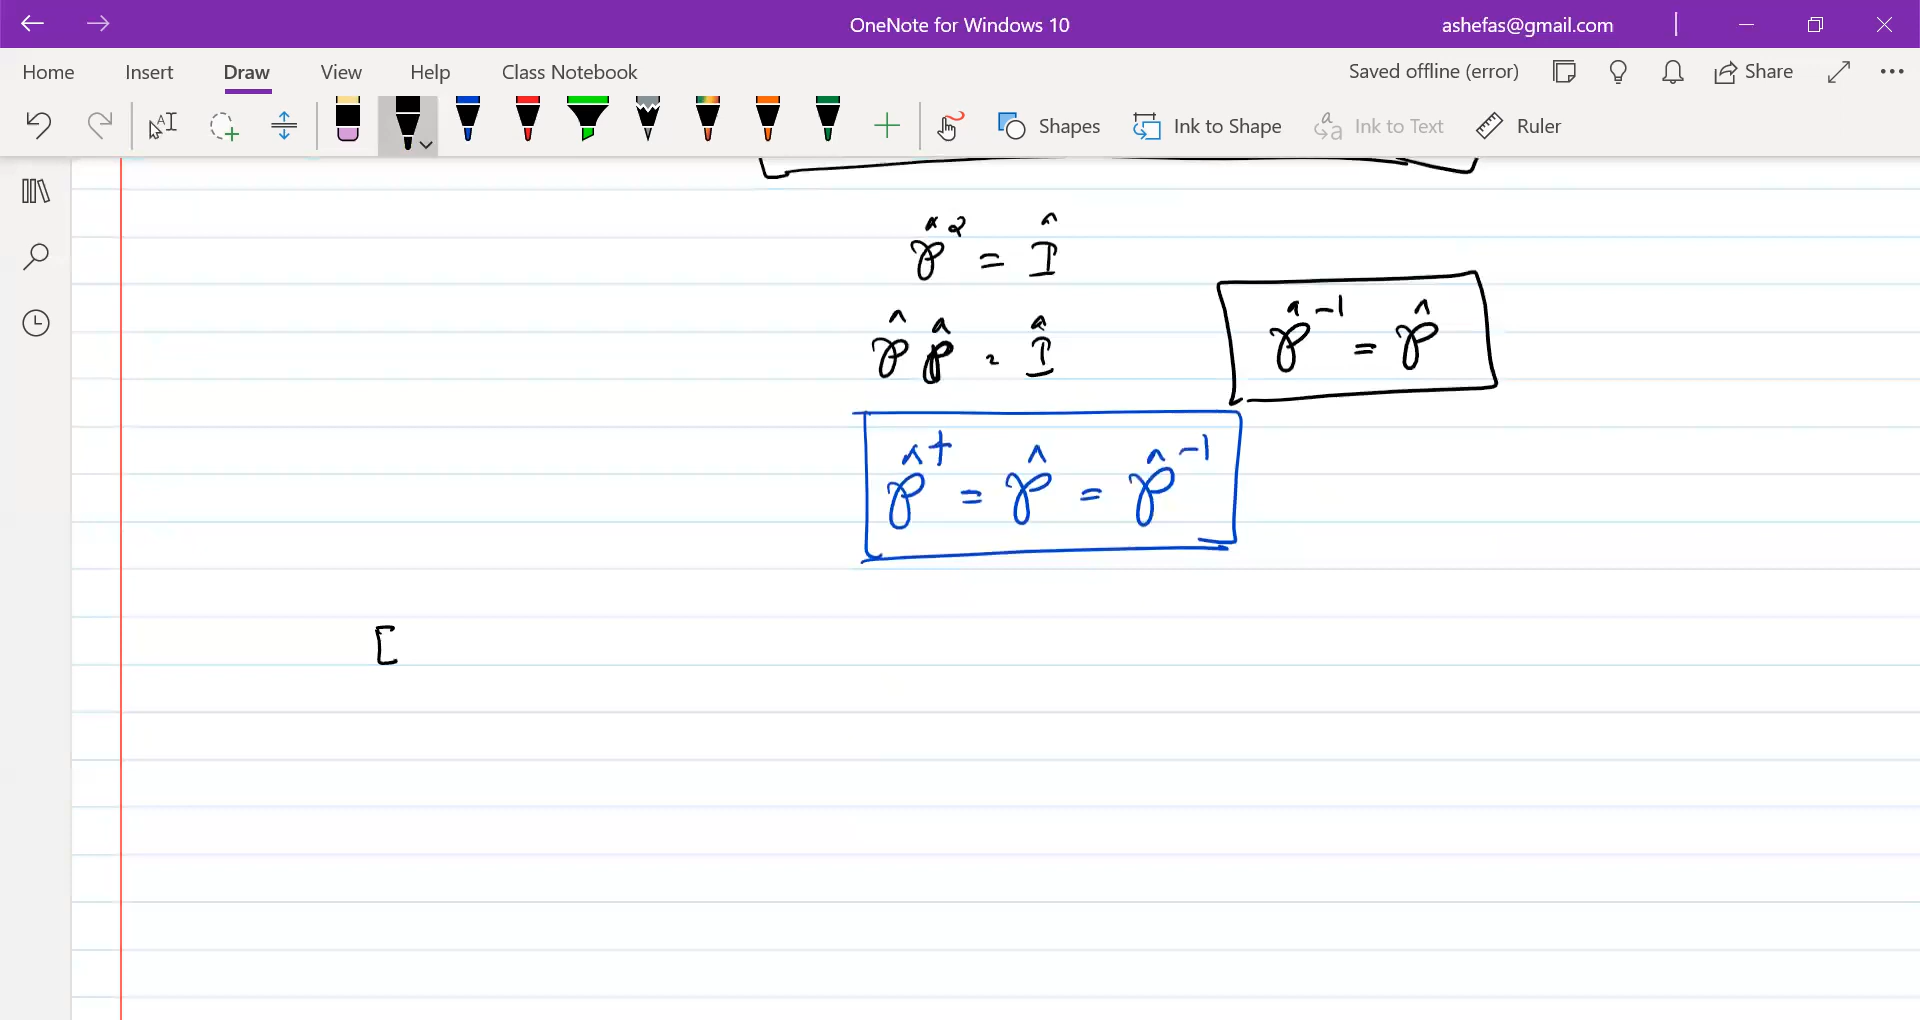 OneNote for Windows 10 ashefas@gmail.com
Home Insert Draw View Help Class Notebook Saved offline (error) Share
Shapes Ink to Shape Ink to Text Ruler
𝒫̂² = Î
𝒫̂ 𝒫̂ = Î
𝒫̂⁻¹ = 𝒫̂
𝒫̂† = 𝒫̂ = 𝒫̂⁻¹
[